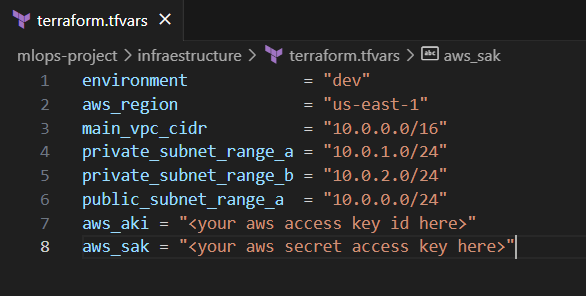 terraform.tfvars ×
mlops-project > infraestructure > terraform.tfvars > abc aws_sak
1 environment = "dev"
2 aws_region = "us-east-1"
3 main_vpc_cidr = "10.0.0.0/16"
4 private_subnet_range_a = "10.0.1.0/24"
5 private_subnet_range_b = "10.0.2.0/24"
6 public_subnet_range_a = "10.0.0.0/24"
7 aws_aki = "<your aws access key id here>"
8 aws_sak = "<your aws secret access key here>"